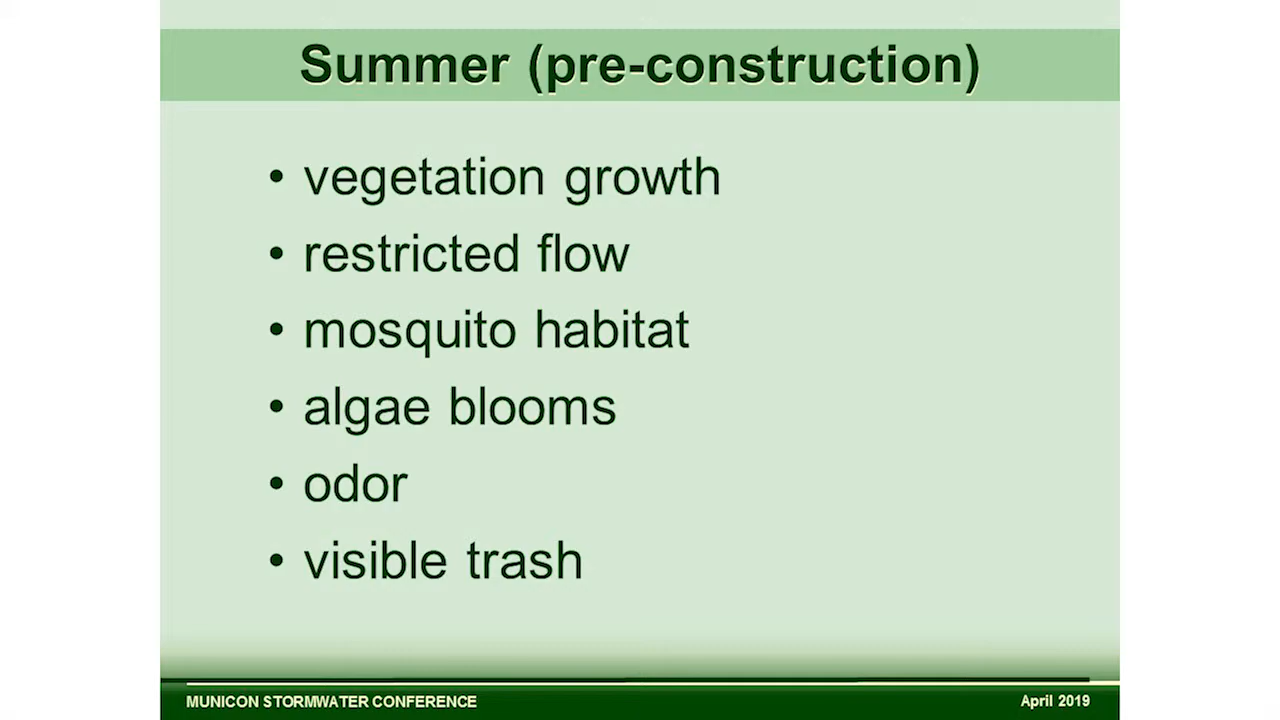 Summer (pre-construction)
• vegetation growth
• restricted flow
• mosquito habitat
• algae blooms
• odor
• visible trash
MUNICON STORMWATER CONFERENCE
April 2019